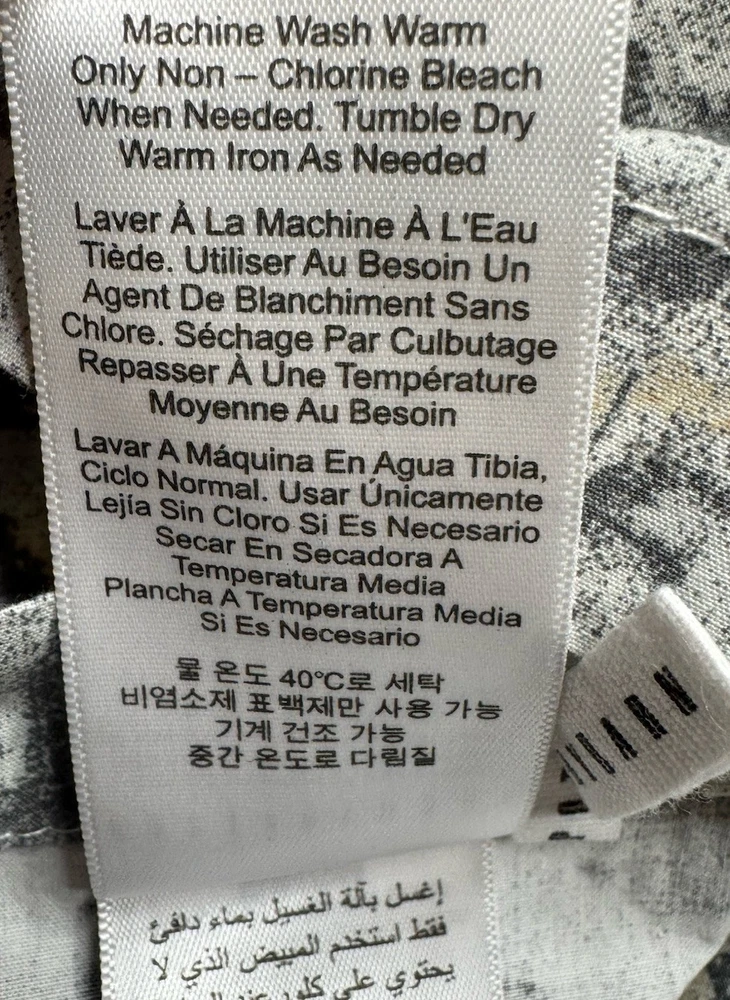 Machine Wash Warm
Only Non – Chlorine Bleach
When Needed. Tumble Dry
Warm Iron As Needed
Laver À La Machine À L'Eau
Tiède. Utiliser Au Besoin Un
Agent De Blanchiment Sans
Chlore. Séchage Par Culbutage
Repasser À Une Température
Moyenne Au Besoin
Lavar A Máquina En Agua Tibia,
Ciclo Normal. Usar Únicamente
Lejía Sin Cloro Si Es Necesario
Secar En Secadora A
Temperatura Media
Plancha A Temperatura Media
Si Es Necesario
물 온도 40°C로 세탁
비염소제 표백제만 사용 가능
기계 건조 가능
중간 온도로 다림질
إغسل بآلة الغسيل بماء دافئ
فقط استخدم المبيض الذي لا
يحتوي على كلور عند